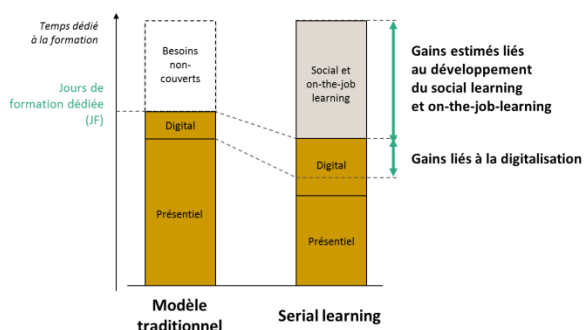 Temps dédié
à la formation
Besoins
non-
couverts
Social et
on-the-job
learning
Gains estimés liés
au développement
du social learning
et on-the-job-learning
Jours de
formation dédiée
(JF)
Digital
Digital
Gains liés à la digitalisation
Présentiel
Présentiel
Modèle
traditionnel
Serial learning